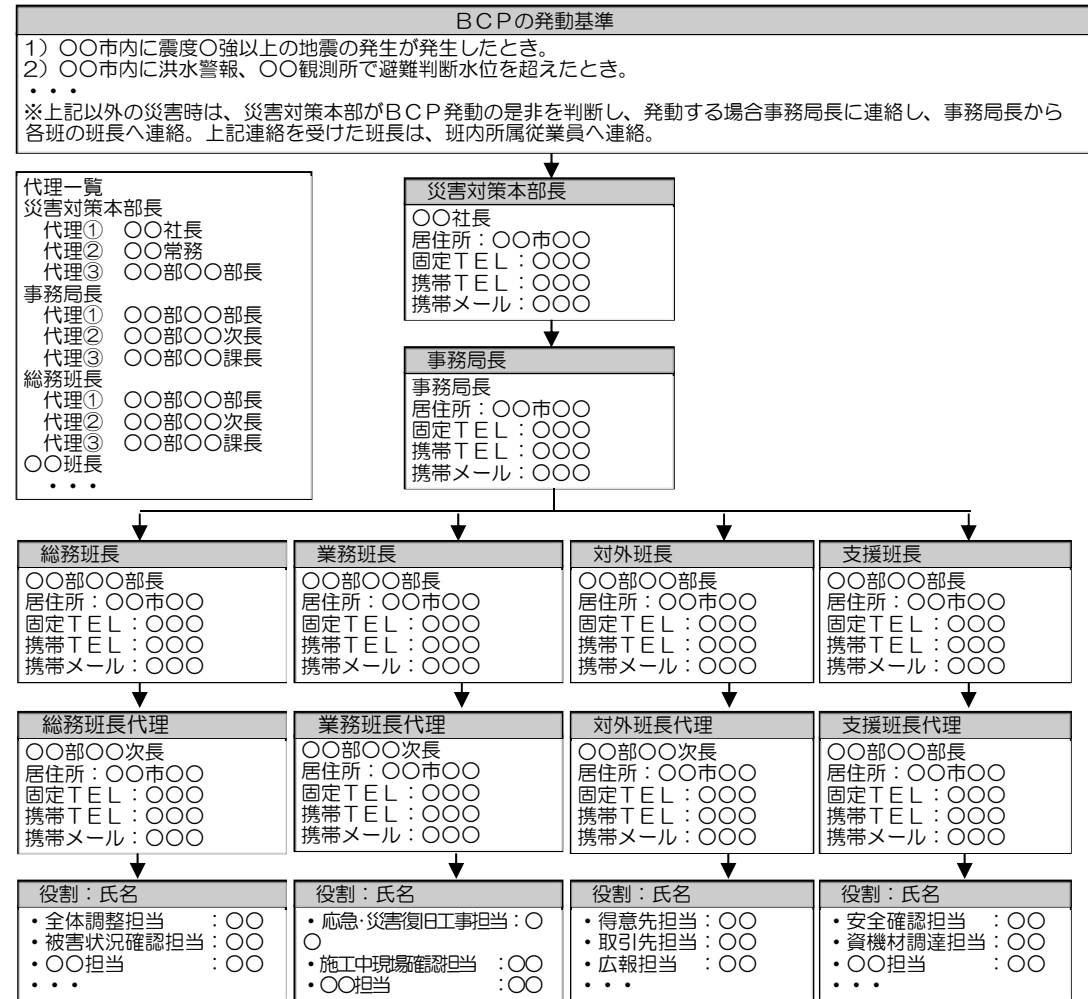 ＢＣＰの発動基準
１）〇〇市内に震度〇強以上の地震の発生が発生したとき。
２）〇〇市内に洪水警報、〇〇観測所で避難判断水位を超えたとき。
・・・
※上記以外の災害時は、災害対策本部がＢＣＰ発動の是非を判断し、発動する場合事務局長に連絡し、事務局長から
各班の班長へ連絡。上記連絡を受けた班長は、班内所属従業員へ連絡。
代理一覧
災害対策本部長
代理①　〇〇社長
代理②　〇〇常務
代理③　〇〇部〇〇部長
事務局長
代理①　〇〇部〇〇部長
代理②　〇〇部〇〇次長
代理③　〇〇部〇〇課長
総務班長
代理①　〇〇部〇〇部長
代理②　〇〇部〇〇次長
代理③　〇〇部〇〇課長
〇〇班長
・・・
災害対策本部長
〇〇社長
居住所：〇〇市〇〇
固定ＴＥＬ：〇〇〇
携帯ＴＥＬ：〇〇〇
携帯メール：〇〇〇
事務局長
事務局長
居住所：〇〇市〇〇
固定ＴＥＬ：〇〇〇
携帯ＴＥＬ：〇〇〇
携帯メール：〇〇〇
総務班長
〇〇部〇〇部長
居住所：〇〇市〇〇
固定ＴＥＬ：〇〇〇
携帯ＴＥＬ：〇〇〇
携帯メール：〇〇〇
業務班長
〇〇部〇〇部長
居住所：〇〇市〇〇
固定ＴＥＬ：〇〇〇
携帯ＴＥＬ：〇〇〇
携帯メール：〇〇〇
対外班長
〇〇部〇〇部長
居住所：〇〇市〇〇
固定ＴＥＬ：〇〇〇
携帯ＴＥＬ：〇〇〇
携帯メール：〇〇〇
支援班長
〇〇部〇〇部長
居住所：〇〇市〇〇
固定ＴＥＬ：〇〇〇
携帯ＴＥＬ：〇〇〇
携帯メール：〇〇〇
総務班長代理
〇〇部〇〇次長
居住所：〇〇市〇〇
固定ＴＥＬ：〇〇〇
携帯ＴＥＬ：〇〇〇
携帯メール：〇〇〇
業務班長代理
〇〇部〇〇次長
居住所：〇〇市〇〇
固定ＴＥＬ：〇〇〇
携帯ＴＥＬ：〇〇〇
携帯メール：〇〇〇
対外班長代理
〇〇部〇〇次長
居住所：〇〇市〇〇
固定ＴＥＬ：〇〇〇
携帯ＴＥＬ：〇〇〇
携帯メール：〇〇〇
支援班長代理
〇〇部〇〇部長
居住所：〇〇市〇〇
固定ＴＥＬ：〇〇〇
携帯ＴＥＬ：〇〇〇
携帯メール：〇〇〇
役割：氏名
・全体調整担当　　：〇〇
・被害状況確認担当：〇〇
・〇〇担当　　　　：〇〇
・・・
役割：氏名
・応急・災害復旧工事担当：〇
〇
・施工中現場確認担当　：〇〇
・〇〇担当　　　　　　：〇〇
役割：氏名
・得意先担当：〇〇
・取引先担当：〇〇
・広報担当　：〇〇
・・・
役割：氏名
・安全確認担当　：〇〇
・資機材調達担当：〇〇
・〇〇担当　　　：〇〇
・・・